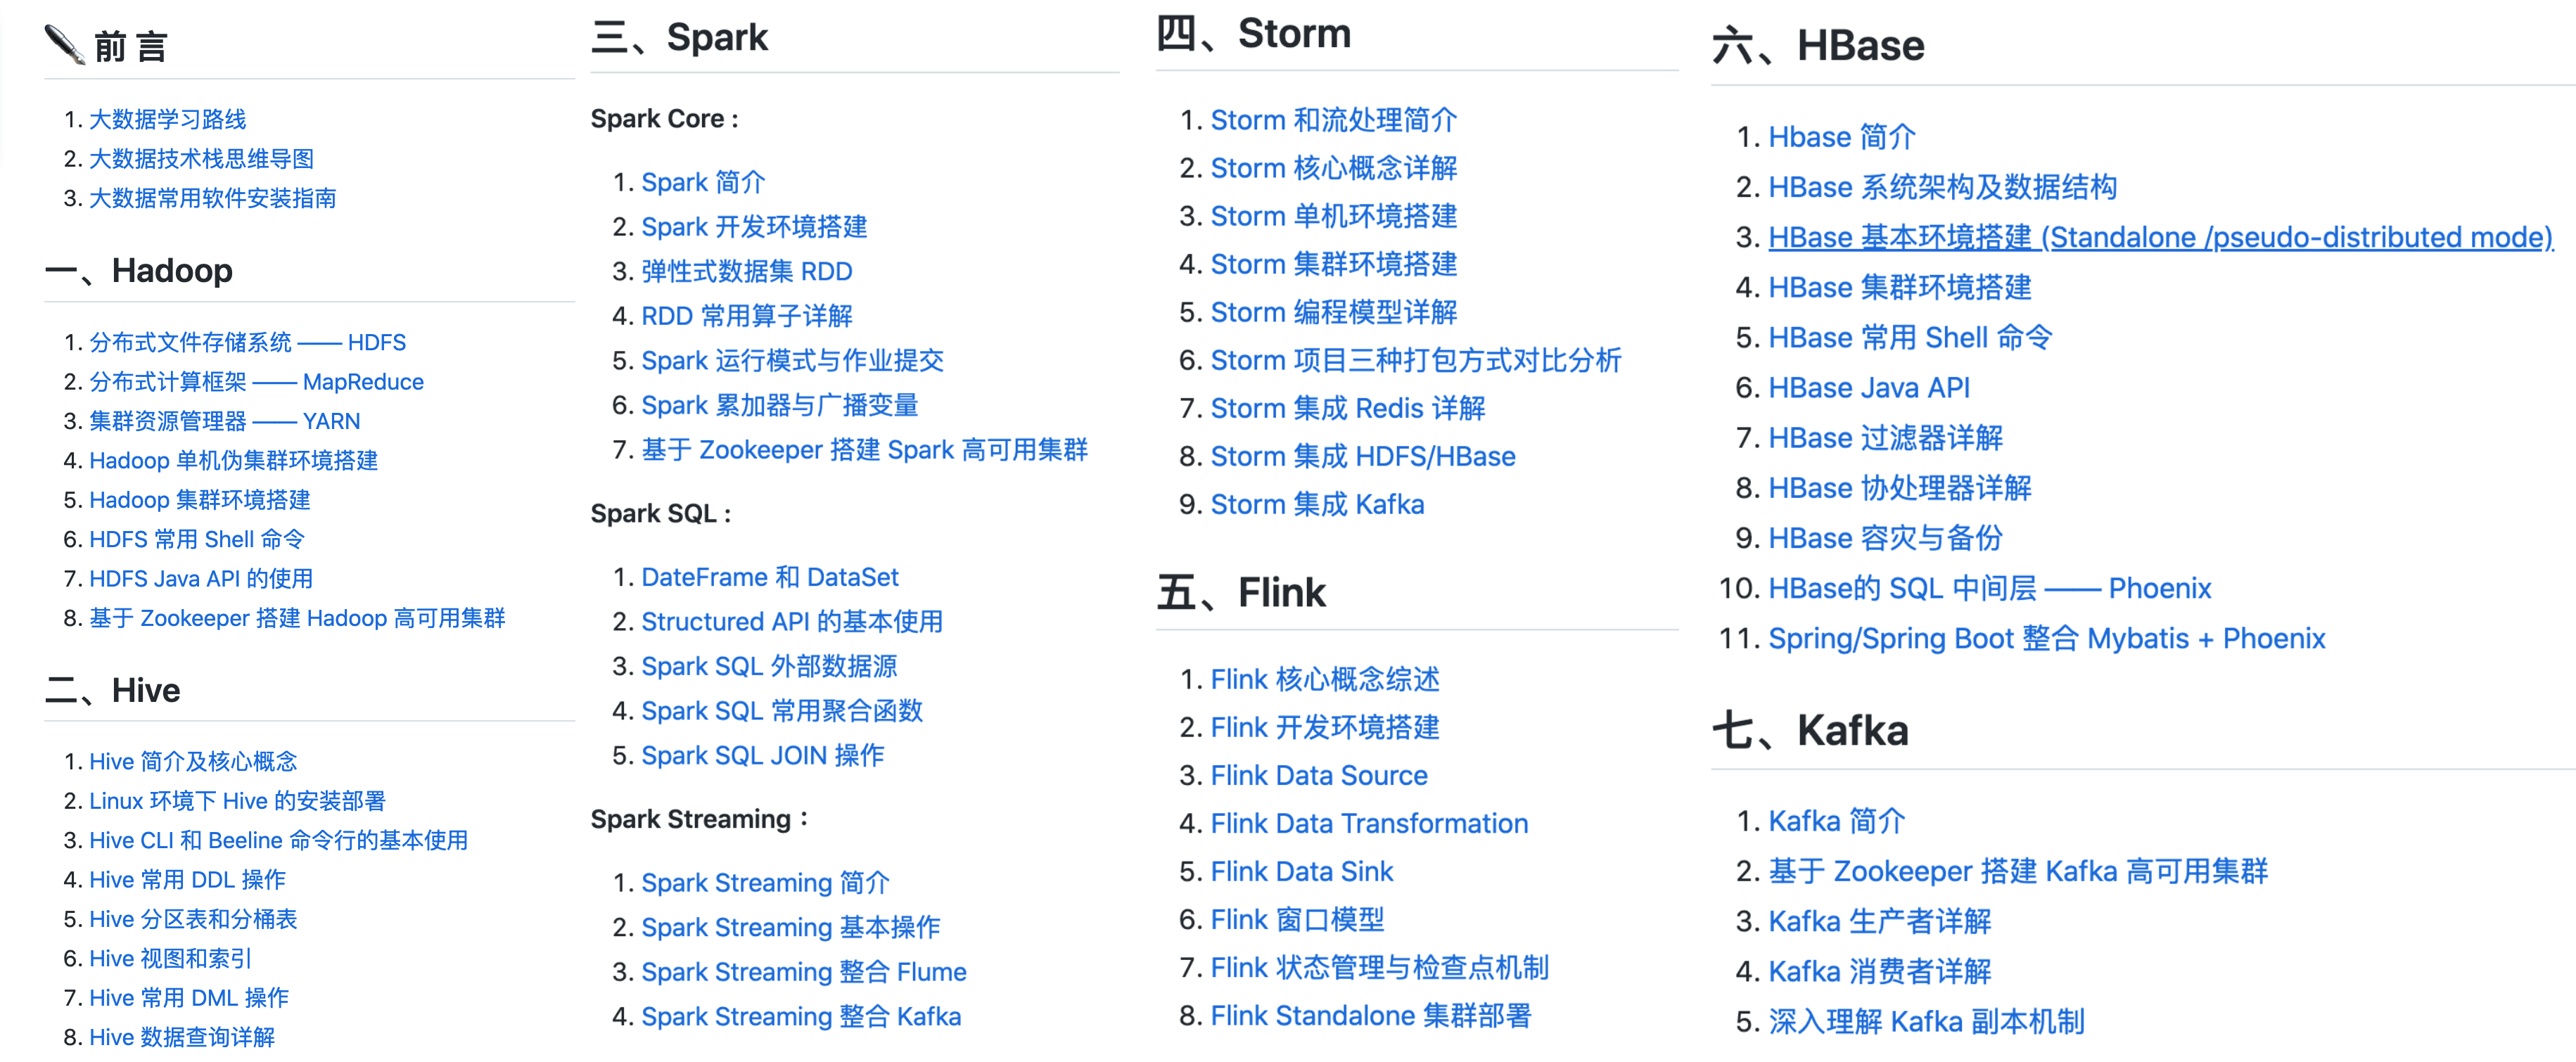 前 言
1. 大数据学习路线
2. 大数据技术栈思维导图
3. 大数据常用软件安装指南
一、Hadoop
1. 分布式文件存储系统 —— HDFS
2. 分布式计算框架 —— MapReduce
3. 集群资源管理器 —— YARN
4. Hadoop 单机伪集群环境搭建
5. Hadoop 集群环境搭建
6. HDFS 常用 Shell 命令
7. HDFS Java API 的使用
8. 基于 Zookeeper 搭建 Hadoop 高可用集群
二、Hive
1. Hive 简介及核心概念
2. Linux 环境下 Hive 的安装部署
3. Hive CLI 和 Beeline 命令行的基本使用
4. Hive 常用 DDL 操作
5. Hive 分区表和分桶表
6. Hive 视图和索引
7. Hive 常用 DML 操作
8. Hive 数据查询详解
三、Spark
Spark Core :
1. Spark 简介
2. Spark 开发环境搭建
3. 弹性式数据集 RDD
4. RDD 常用算子详解
5. Spark 运行模式与作业提交
6. Spark 累加器与广播变量
7. 基于 Zookeeper 搭建 Spark 高可用集群
Spark SQL :
1. DateFrame 和 DataSet
2. Structured API 的基本使用
3. Spark SQL 外部数据源
4. Spark SQL 常用聚合函数
5. Spark SQL JOIN 操作
Spark Streaming：
1. Spark Streaming 简介
2. Spark Streaming 基本操作
3. Spark Streaming 整合 Flume
4. Spark Streaming 整合 Kafka
四、Storm
1. Storm 和流处理简介
2. Storm 核心概念详解
3. Storm 单机环境搭建
4. Storm 集群环境搭建
5. Storm 编程模型详解
6. Storm 项目三种打包方式对比分析
7. Storm 集成 Redis 详解
8. Storm 集成 HDFS/HBase
9. Storm 集成 Kafka
五、Flink
1. Flink 核心概念综述
2. Flink 开发环境搭建
3. Flink Data Source
4. Flink Data Transformation
5. Flink Data Sink
6. Flink 窗口模型
7. Flink 状态管理与检查点机制
8. Flink Standalone 集群部署
六、HBase
1. Hbase 简介
2. HBase 系统架构及数据结构
3. HBase 基本环境搭建 (Standalone /pseudo-distributed mode)
4. HBase 集群环境搭建
5. HBase 常用 Shell 命令
6. HBase Java API
7. HBase 过滤器详解
8. HBase 协处理器详解
9. HBase 容灾与备份
10. HBase的 SQL 中间层 —— Phoenix
11. Spring/Spring Boot 整合 Mybatis + Phoenix
七、Kafka
1. Kafka 简介
2. 基于 Zookeeper 搭建 Kafka 高可用集群
3. Kafka 生产者详解
4. Kafka 消费者详解
5. 深入理解 Kafka 副本机制